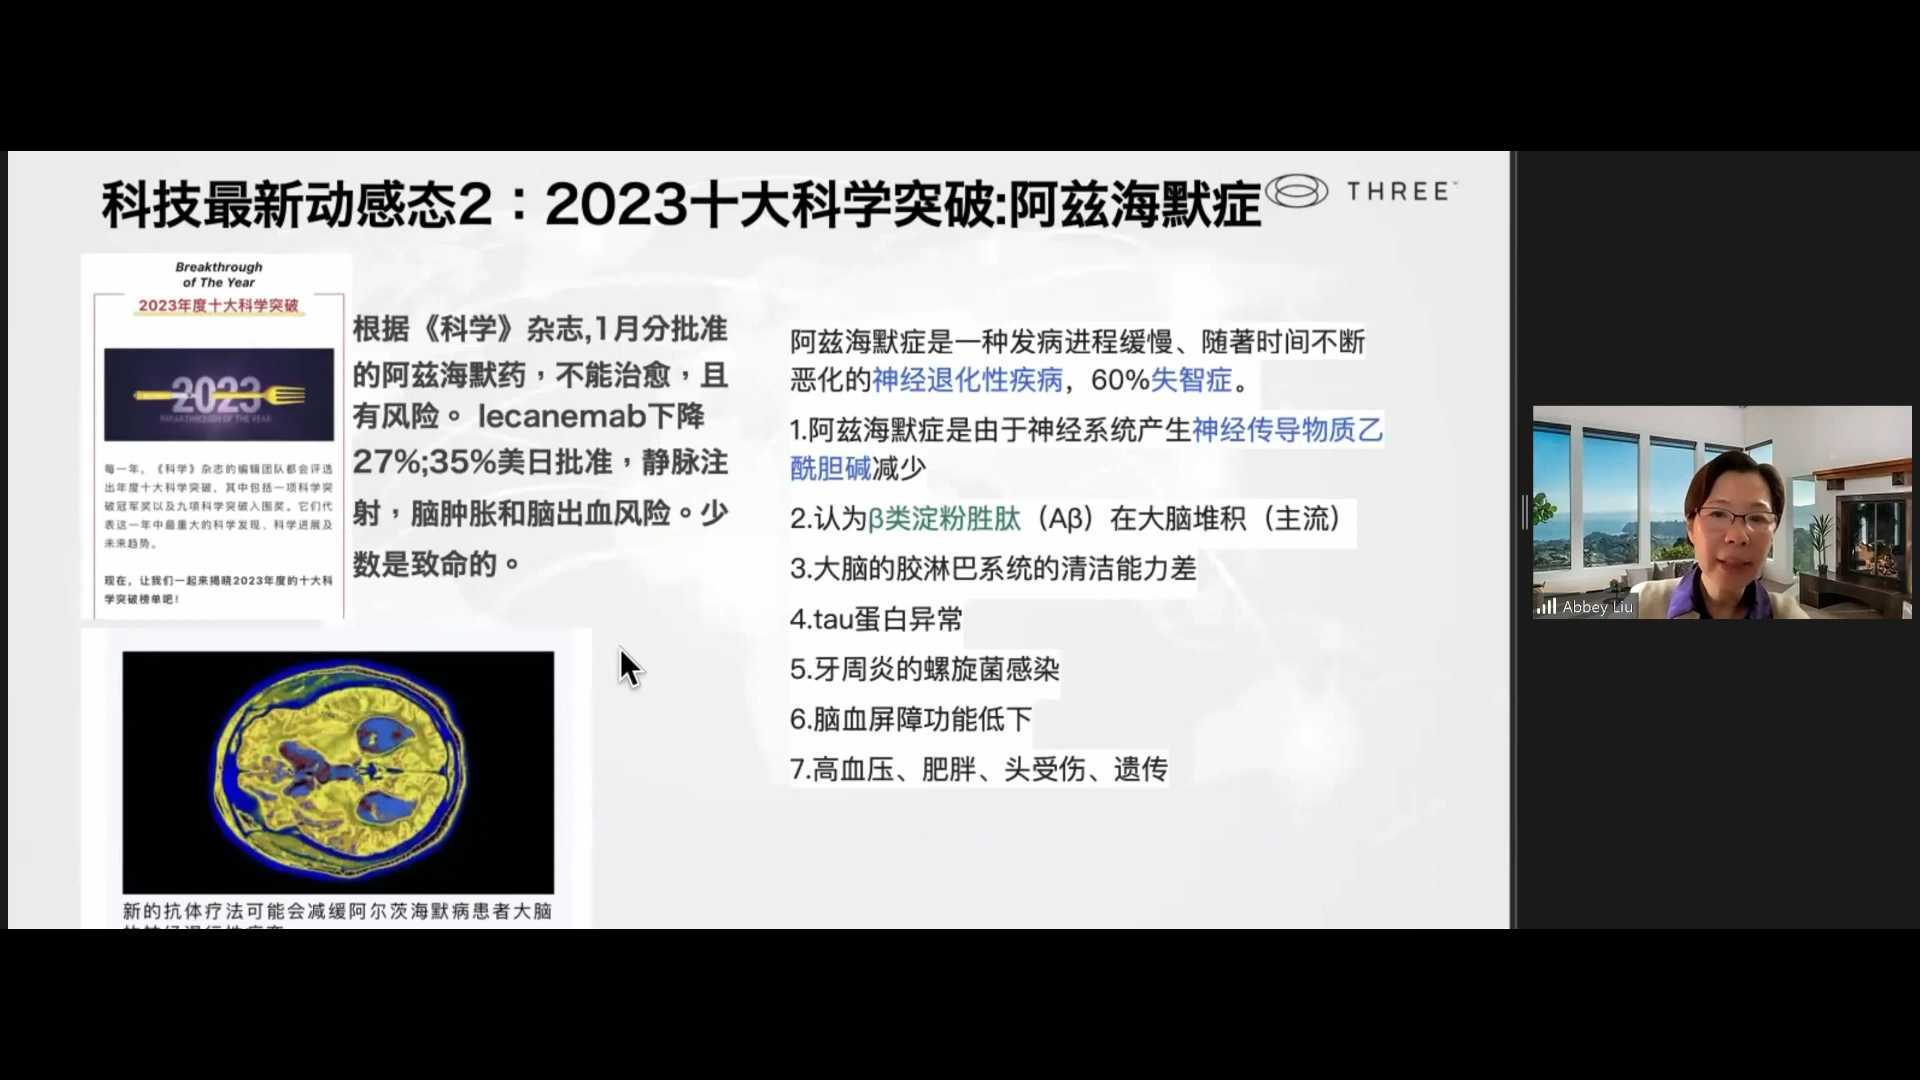 科技最新动感态2：2023十大科学突破:阿兹海默症
THREE™
Breakthrough
of The Year
2023年度十大科学突破
2023
BREAKTHROUGH OF THE YEAR
每一年，《科学》杂志的编辑团队都会评选
出年度十大科学突破，其中包括一项科学突
破冠军奖以及九项科学突破入围奖。它们代
表这一年中最重大的科学发现、科学进展及
未来趋势。
现在，让我们一起来揭晓2023年度的十大科
学突破榜单吧！
根据《科学》杂志,1月分批准
的阿兹海默药，不能治愈，且
有风险。 lecanemab下降
27%;35%美日批准，静脉注
射，脑肿胀和脑出血风险。少
数是致命的。
阿兹海默症是一种发病进程缓慢、随著时间不断
恶化的神经退化性疾病，60%失智症。
1.阿兹海默症是由于神经系统产生神经传导物质乙
酰胆碱减少
2.认为β类淀粉胜肽（Aβ）在大脑堆积（主流）
3.大脑的胶淋巴系统的清洁能力差
4.tau蛋白异常
5.牙周炎的螺旋菌感染
6.脑血屏障功能低下
7.高血压、肥胖、头受伤、遗传
新的抗体疗法可能会减缓阿尔茨海默病患者大脑
Abbey Liu